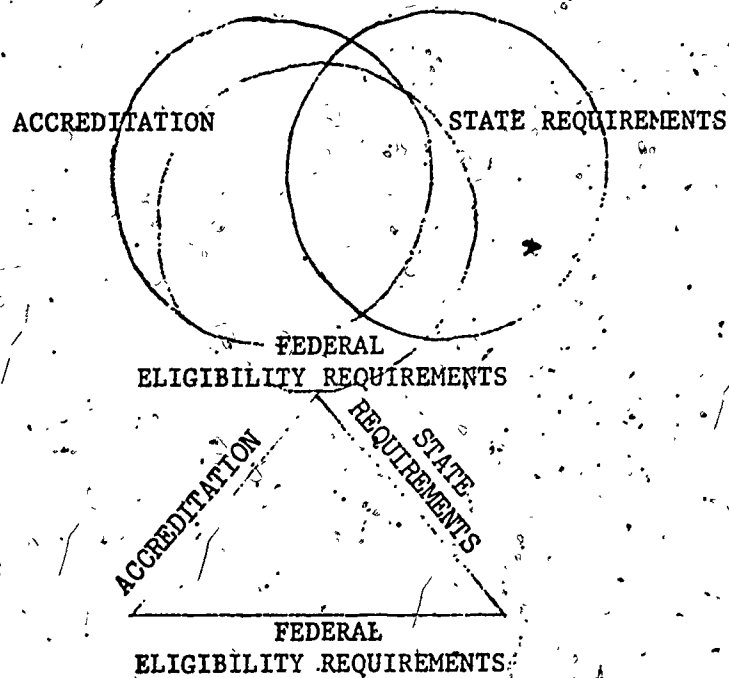 ACCREDITATION
STATE REQUIREMENTS
FEDERAL
ELIGIBILITY REQUIREMENTS
ACCREDITATION
STATE
REQUIREMENTS
FEDERAL
ELIGIBILITY REQUIREMENTS